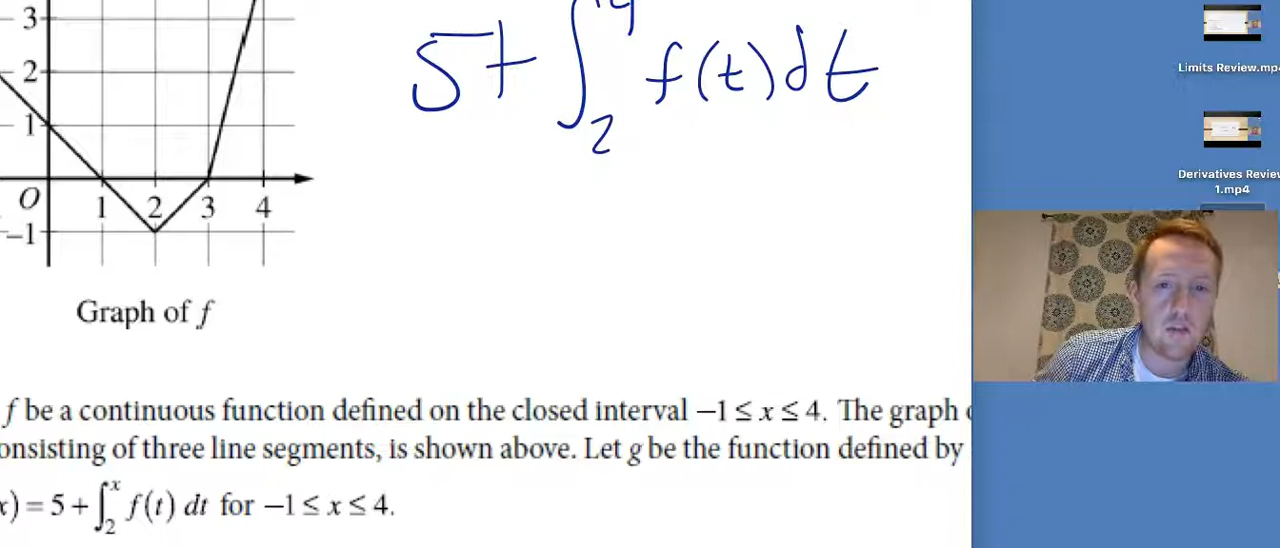 3
2
1
O
1 2 3 4
−1
Graph of f
5+∫₂⁴ f(t)dt
f be a continuous function defined on the closed interval −1 ≤ x ≤ 4. The graph
onsisting of three line segments, is shown above. Let g be the function defined by
x) = 5 + ∫₂ˣ f(t) dt for −1 ≤ x ≤ 4.
Limits Review.mp4
Derivatives Review
1.mp4